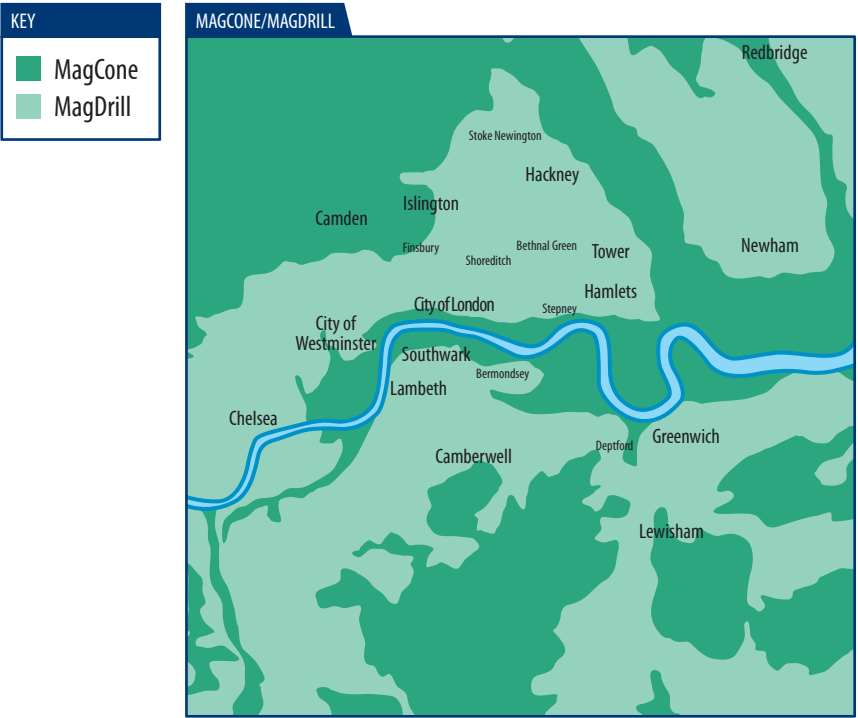 KEY
MagCone
MagDrill
MAGCONE/MAGDRILL
Redbridge
Stoke Newington
Hackney
Islington
Camden
Finsbury
Shoreditch
Bethnal Green
Tower
Hamlets
Newham
City of London
Stepney
City of
Westminster
Southwark
Bermondsey
Lambeth
Chelsea
Camberwell
Deptford
Greenwich
Lewisham